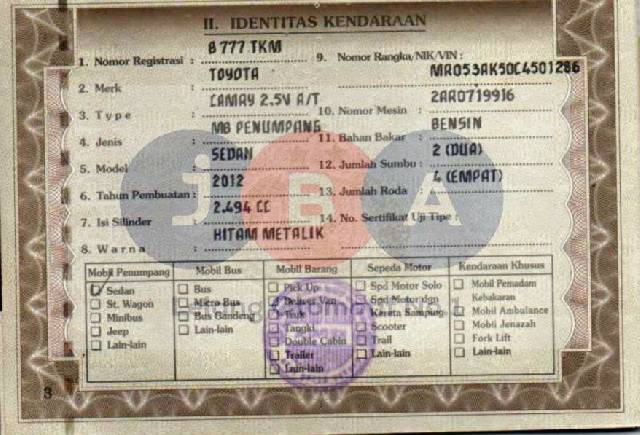 II. IDENTITAS KENDARAAN
1. Nomor Registrasi : B 777 TKM
2. Merk : TOYOTA
3. Type : CAMRY 2.5V A/T
4. Jenis : MB PENUMPANG
5. Model : SEDAN
6. Tahun Pembuatan : 2012
7. Isi Silinder : 2.494 CC
8. Warna : HITAM METALIK
9. Nomor Rangka/NIK/VIN : MR053AK50C4501286
10. Nomor Mesin : 2AR0719916
11. Bahan Bakar : BENSIN
12. Jumlah Sumbu : 2 (DUA)
13. Jumlah Roda : 4 (EMPAT)
14. No. Sertifikat Uji Tipe :
jBA
Mobil Penumpang
Sedan
St. Wagon
Minibus
Jeep
Lain-lain
Mobil Bus
Bus
Micro Bus
Bus Gandeng
Lain-lain
Mobil Barang
Pick Up
Deliver Van
Truk
Tangki
Double Cabin
Trailer
Lain-lain
Sepeda Motor
Spd Motor Solo
Spd Motor dgn
Kereta Samping
Scooter
Trail
Lain-lain
Kendaraan Khusus
Mobil Pemadam
Kebakaran
Mobil Ambulance
Mobil Jenazah
Fork Lift
Lain-lain
3